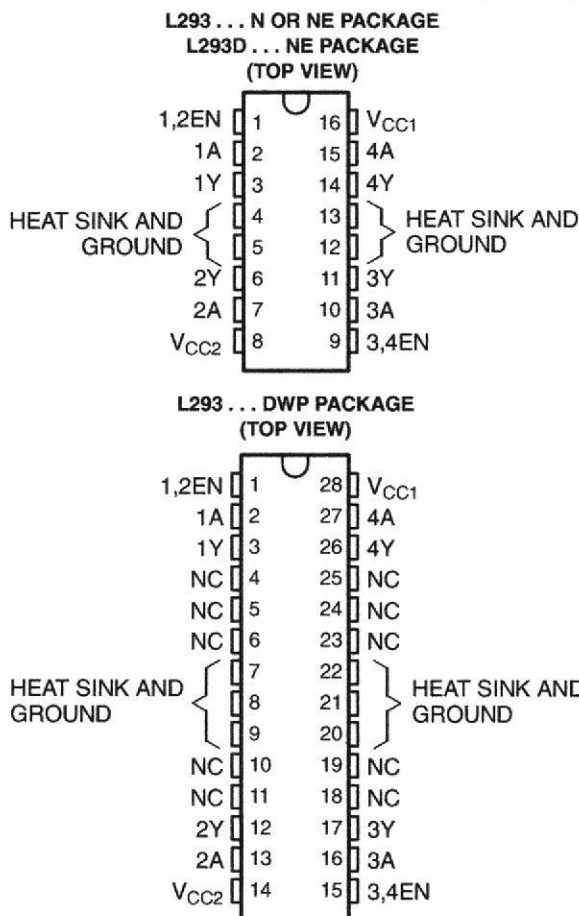 L293 . . . N OR NE PACKAGE
L293D . . . NE PACKAGE
(TOP VIEW)
1,2EN 1 16 VCC1
1A 2 15 4A
1Y 3 14 4Y
HEAT SINK AND GROUND 4 13 HEAT SINK AND GROUND
5 12
2Y 6 11 3Y
2A 7 10 3A
VCC2 8 9 3,4EN
L293 . . . DWP PACKAGE
(TOP VIEW)
1,2EN 1 28 VCC1
1A 2 27 4A
1Y 3 26 4Y
NC 4 25 NC
NC 5 24 NC
NC 6 23 NC
7 22
HEAT SINK AND GROUND 8 21 HEAT SINK AND GROUND
9 20
NC 10 19 NC
NC 11 18 NC
2Y 12 17 3Y
2A 13 16 3A
VCC2 14 15 3,4EN